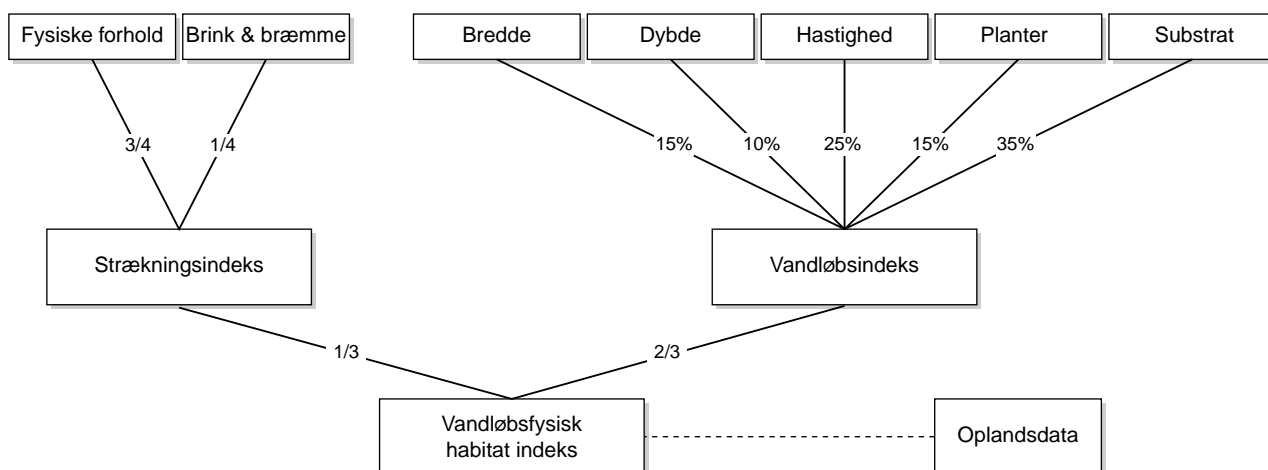 Fysiske forhold
Brink & bræmme
Bredde
Dybde
Hastighed
Planter
Substrat
3/4
1/4
15%
10%
25%
15%
35%
Strækningsindeks
Vandløbsindeks
1/3
2/3
Vandløbsfysisk
habitat indeks
Oplandsdata